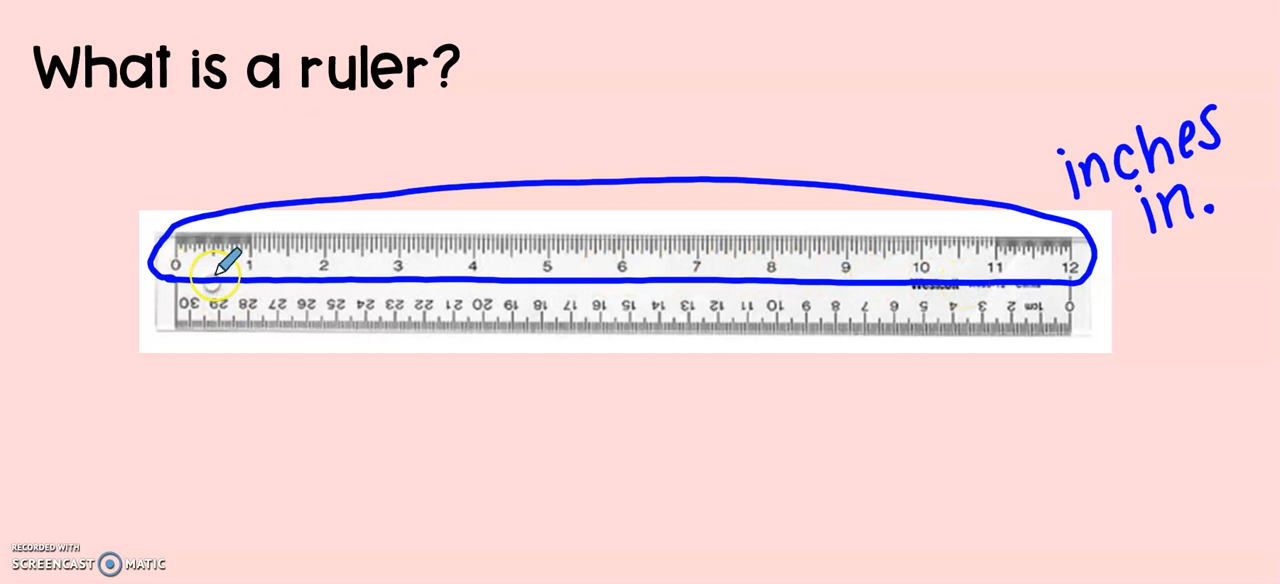 What is a ruler?
inches
in.
0 1 2 3 4 5 6 7 8 9 10 11 12
30 29 28 27 26 25 24 23 22 21 20 19 18 17 16 15 14 13 12 11 10 9 8 7 6 5 4 3 2 1cm 0
RECORDED WITH
SCREENCAST MATIC